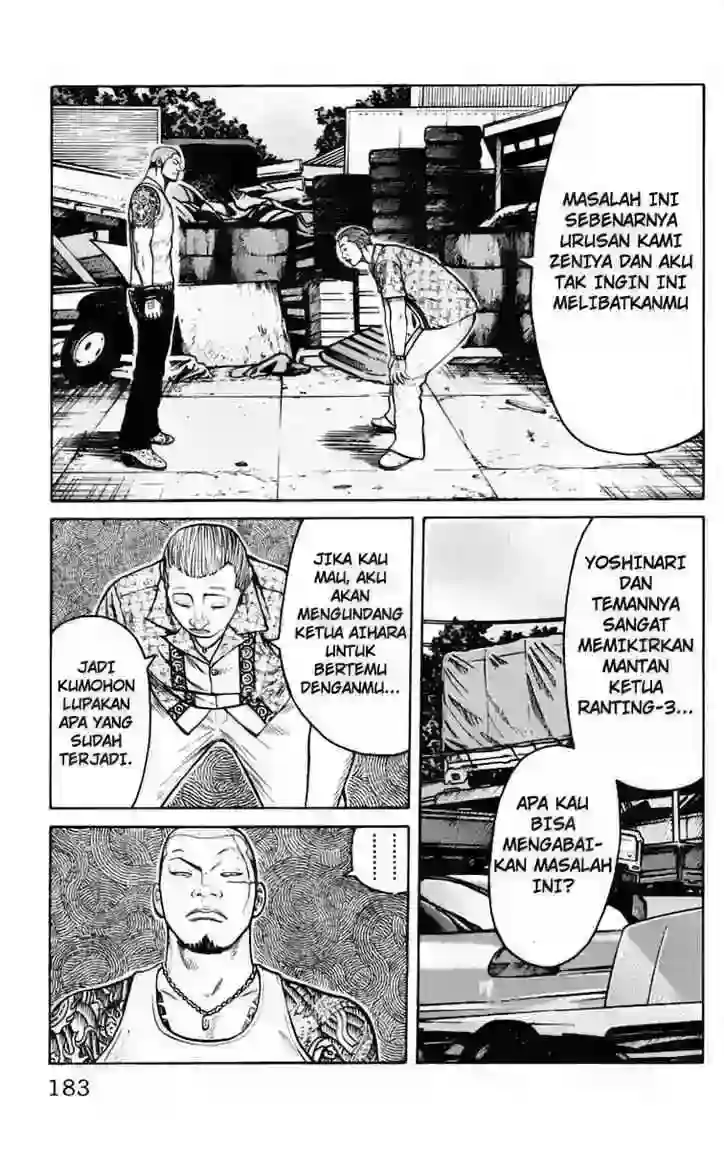 MASALAH INI
SEBENARNYA
URUSAN KAMI
ZENIYA DAN AKU
TAK INGIN INI
MELIBATKANMU
YOSHINARI
DAN
TEMANNYA
SANGAT
MEMIKIRKAN
MANTAN
KETUA
RANTING-3...
APA KAU
BISA
MENGABAI-
KAN MASALAH
INI?
JIKA KAU
MAU, AKU
AKAN
MENGUNDANG
KETUA AIHARA
UNTUK
BERTEMU
DENGANMU...
JADI
KUMOHON
LUPAKAN
APA YANG
SUDAH
TERJADI.
........
183